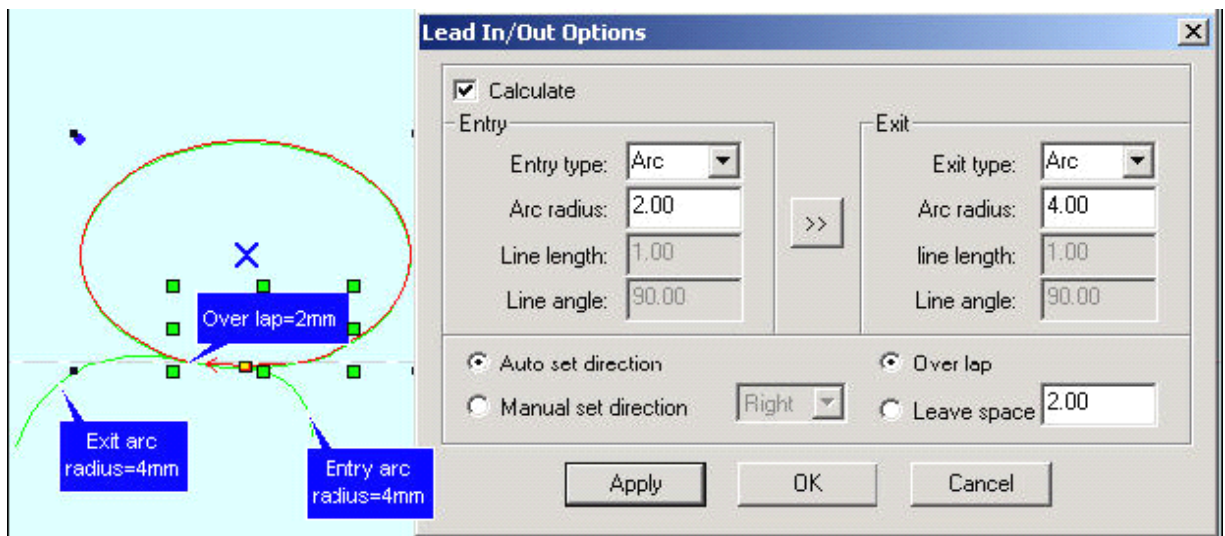 Lead In/Out Options
Calculate
Entry
Exit
Entry type: Arc
Exit type: Arc
Arc radius: 2.00
>>
Arc radius: 4.00
Line length: 1.00
line length: 1.00
Line angle: 90.00
Line angle: 90.00
Over lap=2mm
Auto set direction
Over lap
Manual set direction Right
Leave space 2.00
Exit arc
radius=4mm
Entry arc
radius=4mm
Apply
OK
Cancel